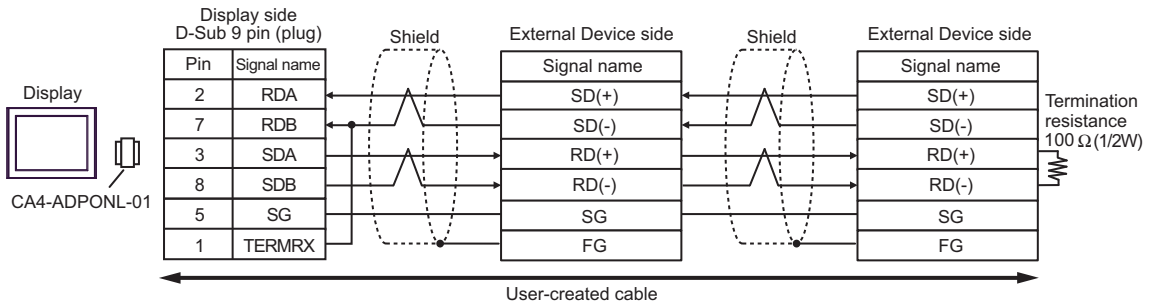 Display side
D-Sub 9 pin (plug)
Shield
External Device side
Shield
External Device side
Pin Signal name
Signal name
Signal name
Display
2 RDA
SD(+)
SD(+)
Termination
resistance
100 Ω (1/2W)
7 RDB
SD(-)
SD(-)
3 SDA
RD(+)
RD(+)
8 SDB
RD(-)
RD(-)
CA4-ADPONL-01
5 SG
SG
SG
1 TERMRX
FG
FG
User-created cable